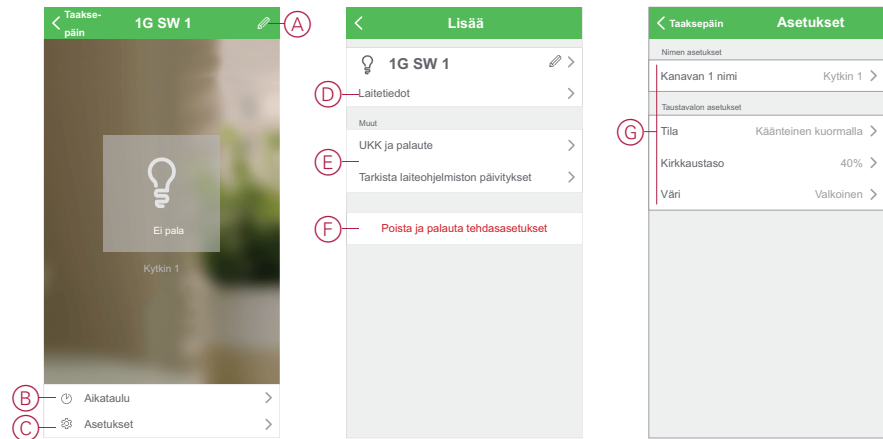 Taakse-
päin
1G SW 1
A
Ei pala
Kytkin 1
B
Aikataulu
C
Asetukset
Lisää
1G SW 1
D
Laitetiedot
Muut
E
UKK ja palaute
Tarkista laiteohjelmiston päivitykset
F
Poista ja palauta tehdasasetukset
Taaksepäin Asetukset
Nimen asetukset
Kanavan 1 nimi Kytkin 1
Taustavalon asetukset
G
Tila Käänteinen kuormalla
Kirkkaustaso 40%
Väri Valkoinen